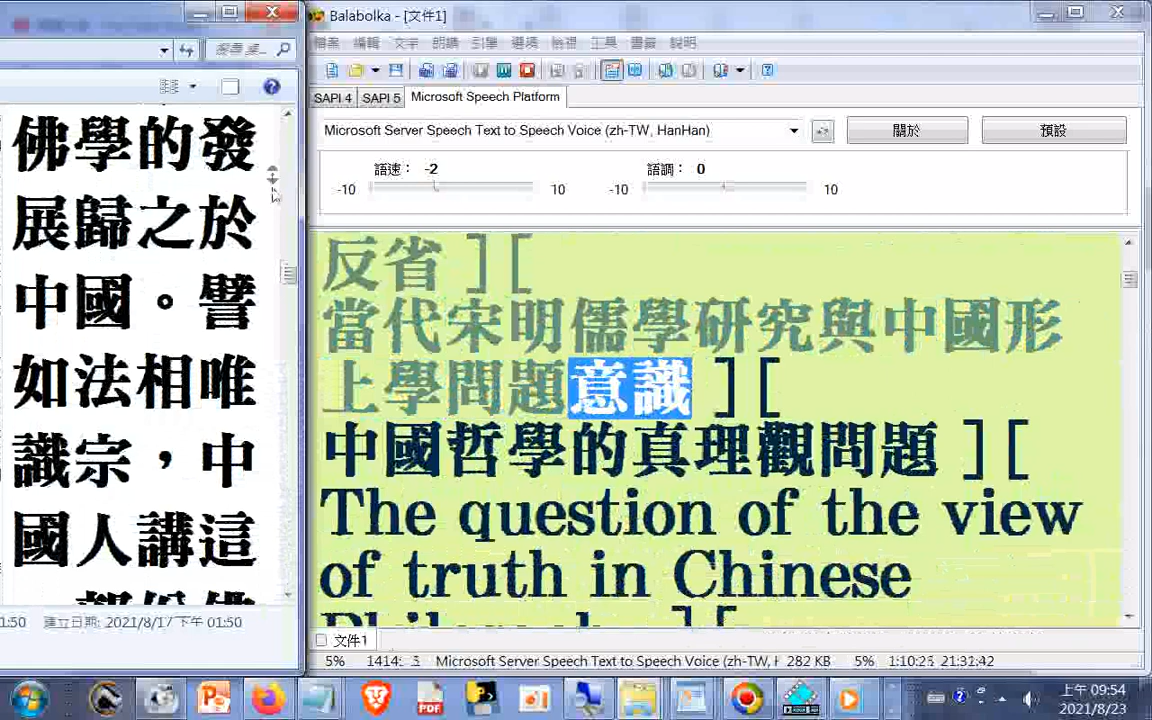 佛學的發
展歸之於
中國。譬
如法相唯
識宗，中
國人講這
1:50 建立日期: 2021/8/17 下午 01:50
Balabolka - [文件1]
檔案 編輯 文字 朗讀 引擎 選項 檢視 工具 書籤 說明
SAPI 4 SAPI 5 Microsoft Speech Platform
Microsoft Server Speech Text to Speech Voice (zh-TW, HanHan) 關於 預設
語速： -2 語調： 0
-10 10 -10 10
反省 ] [
當代宋明儒學研究與中國形
上學問題意識 ] [
中國哲學的真理觀問題 ] [
The question of the view
of truth in Chinese
文件1
5% Microsoft Server Speech Text to Speech Voice (zh-TW, H 282 KB 5% 21:31:42
上午 09:54
2021/8/23